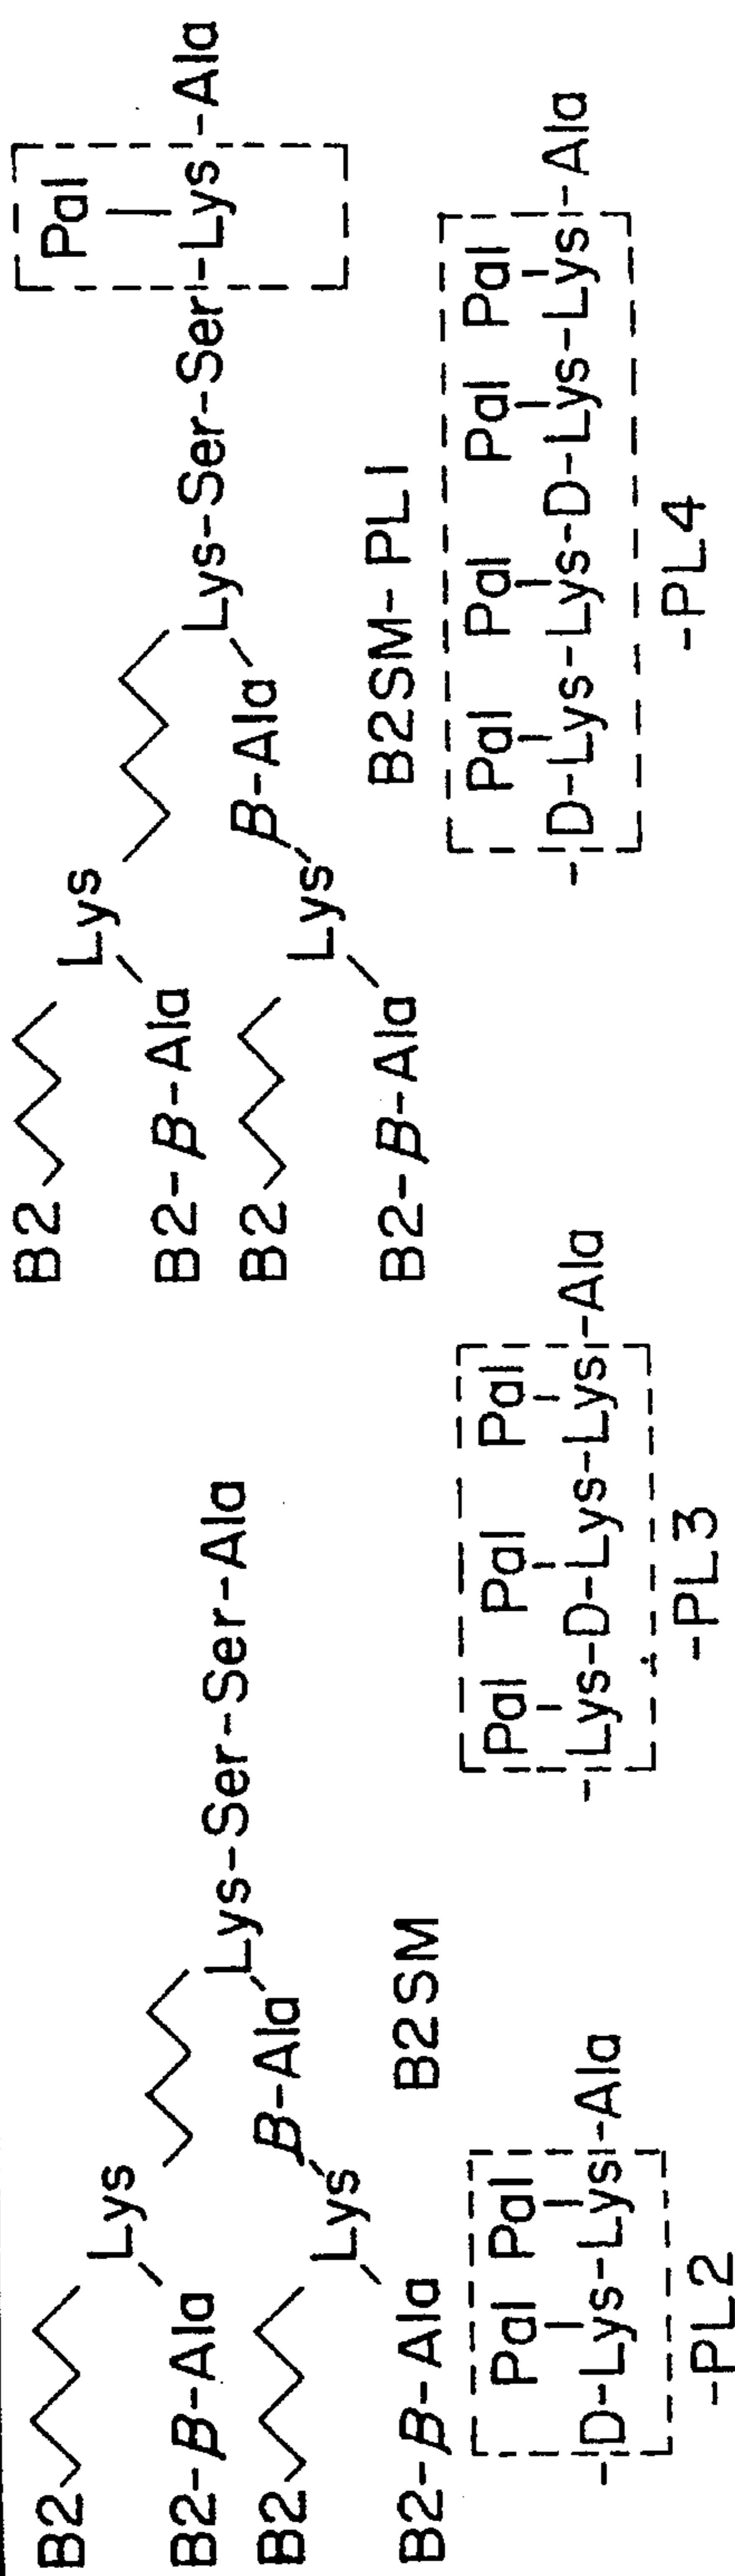 B2
Lys
B2-B-Ala
Lys-Ser-Ser-Ala
B-Ala
B2
Lys
B2-B-Ala
B2SM
B2
Lys
B2-B-Ala
Lys-Ser-Ser-Lys-Ala
Pal
B-Ala
B2
Lys
B2-B-Ala
B2SM-PL1
Pal Pal
-D-Lys-Lys-Ala
-PL2
Pal Pal Pal
-Lys-D-Lys-Lys-Ala
-PL3
Pal Pal Pal Pal
-D-Lys-Lys-D-Lys-Lys-Ala
-PL4